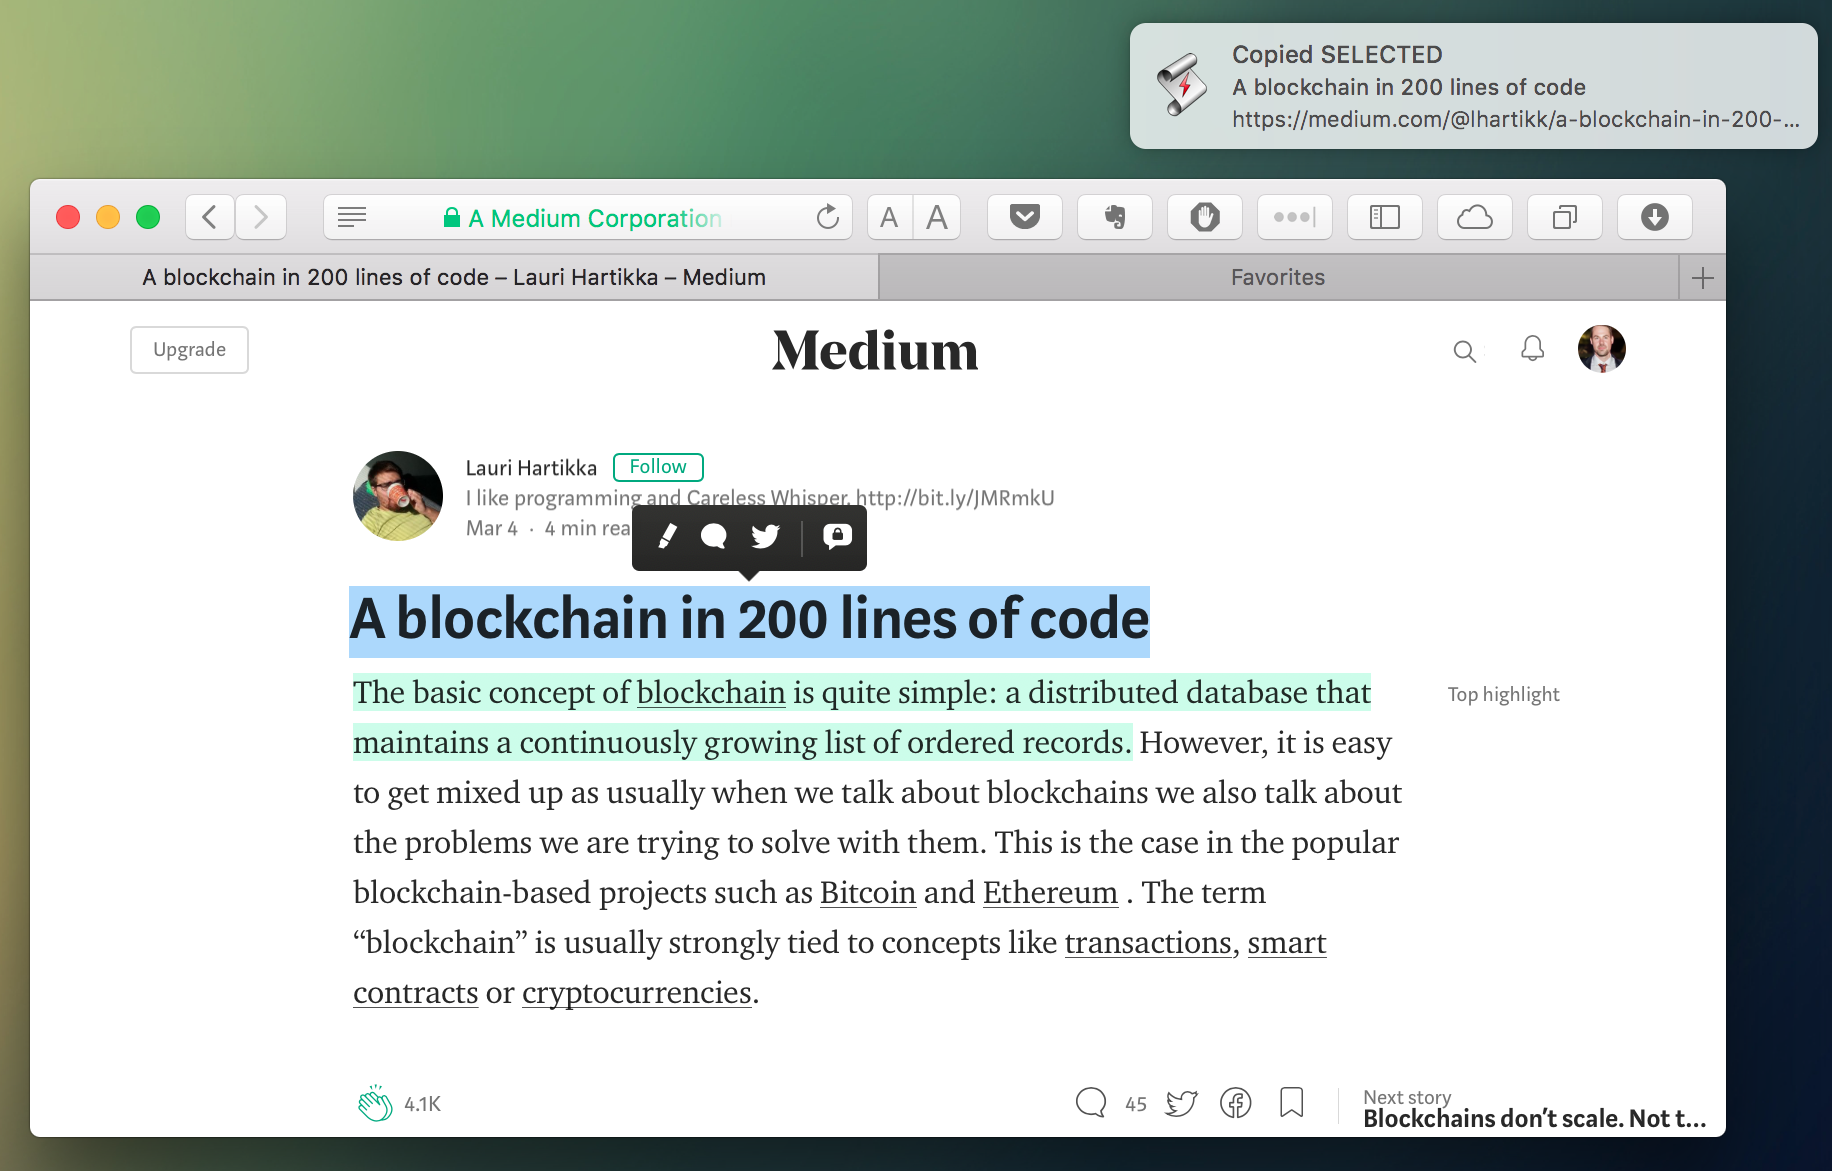 Copied SELECTED
A blockchain in 200 lines of code
https://medium.com/@lhartikk/a-blockchain-in-200-...
A Medium Corporation
A A
A blockchain in 200 lines of code – Lauri Hartikka – Medium
Favorites
Upgrade
Medium
Lauri Hartikka
Follow
I like programming and Careless Whisper. http://bit.ly/JMRmkU
Mar 4 · 4 min rea
A blockchain in 200 lines of code
The basic concept of blockchain is quite simple: a distributed database that
Top highlight
maintains a continuously growing list of ordered records. However, it is easy
to get mixed up as usually when we talk about blockchains we also talk about
the problems we are trying to solve with them. This is the case in the popular
blockchain-based projects such as Bitcoin and Ethereum . The term
“blockchain” is usually strongly tied to concepts like transactions, smart
contracts or cryptocurrencies.
4.1K
45
Next story
Blockchains don’t scale. Not t...